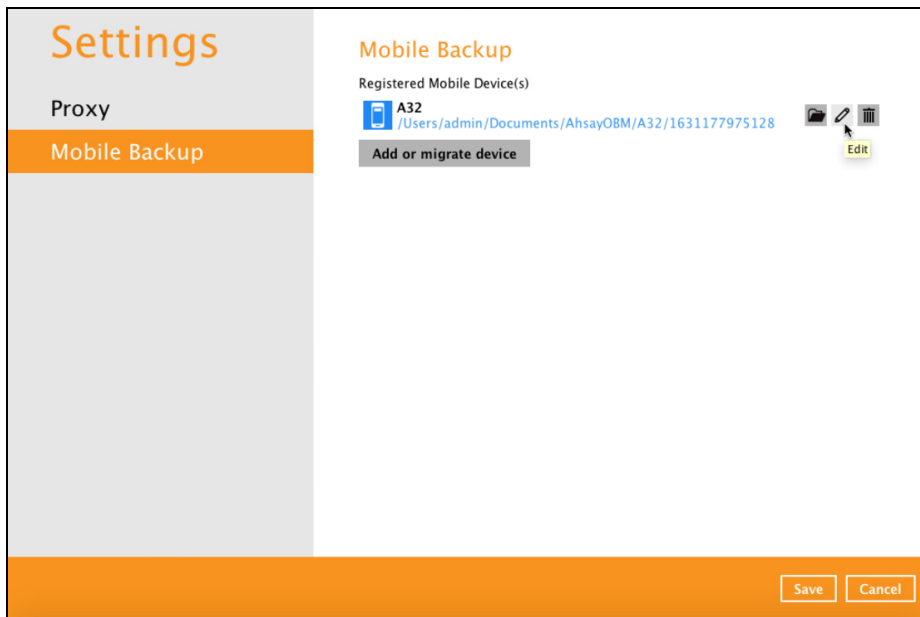 Settings
Proxy
Mobile Backup
Mobile Backup
Registered Mobile Device(s)
A32
/Users/admin/Documents/AhsayOBM/A32/1631177975128
Edit
Add or migrate device
Save
Cancel